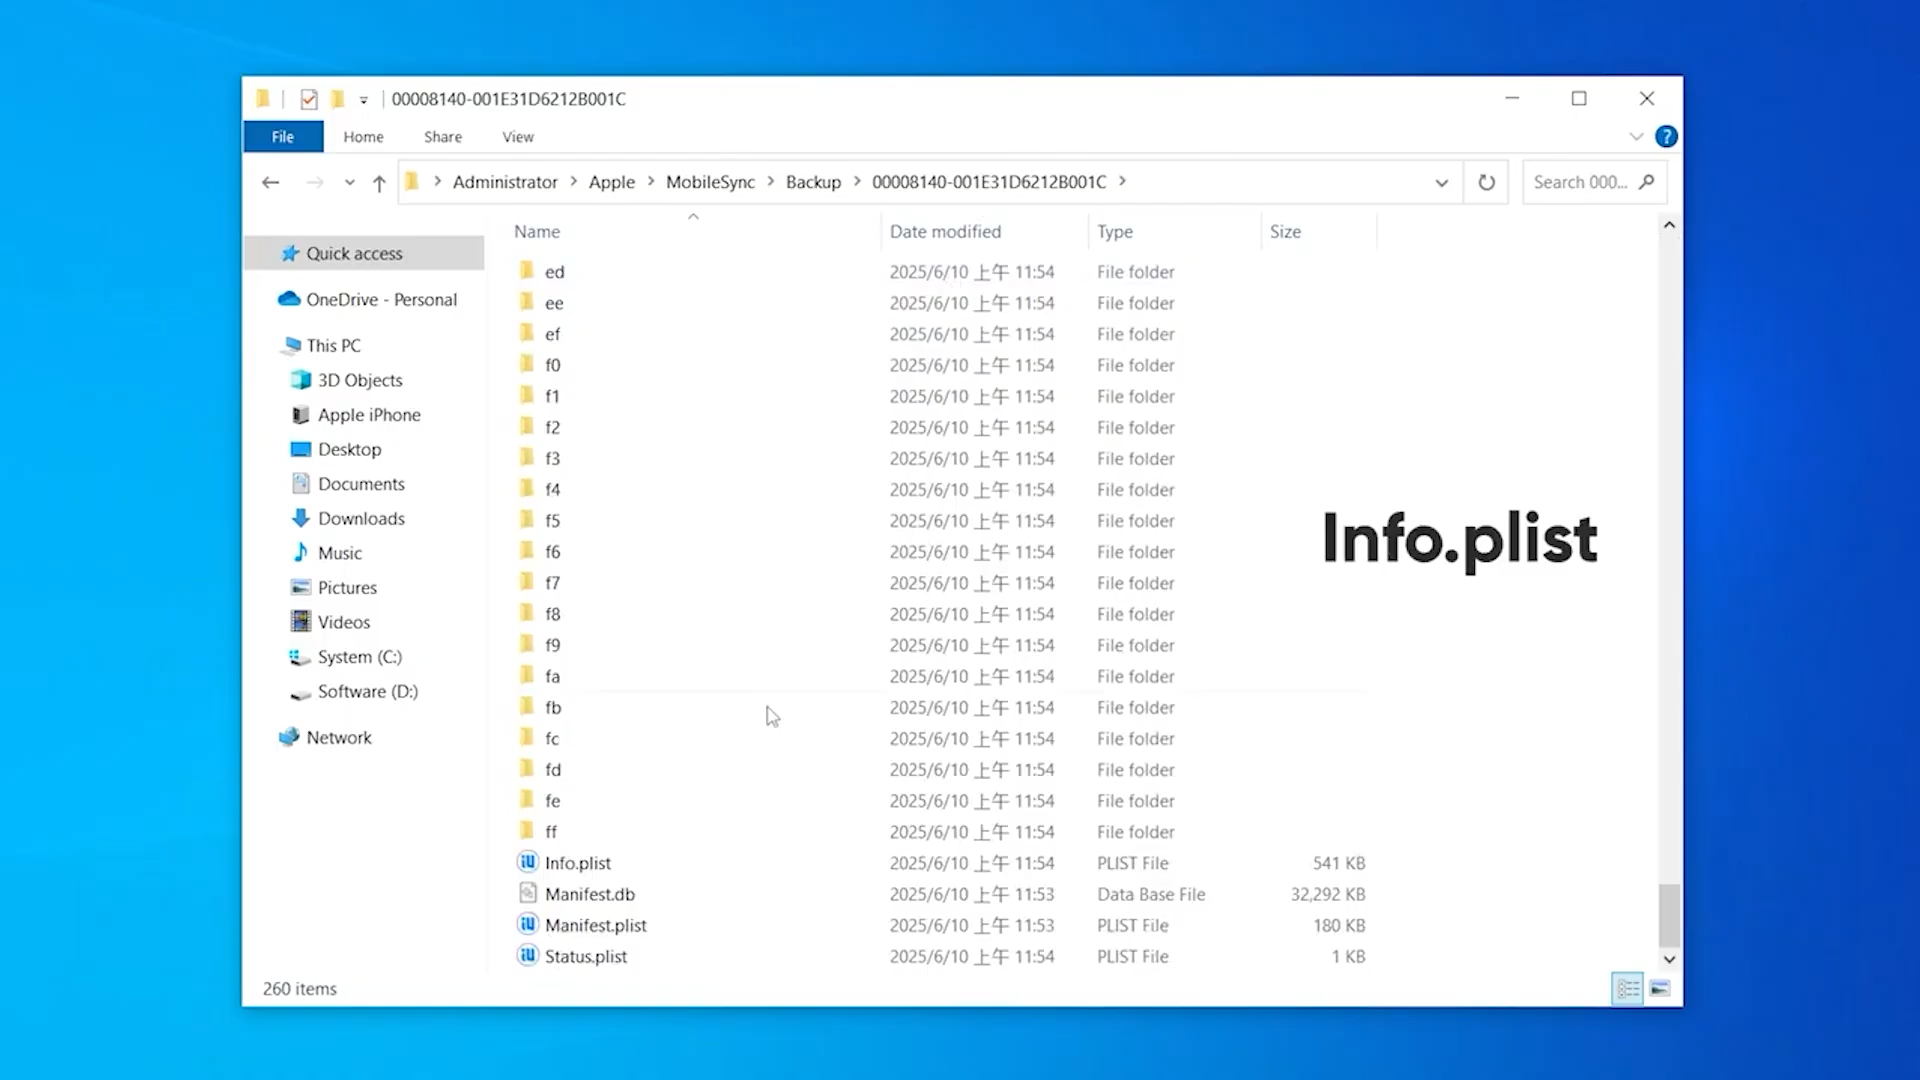 00008140-001E31D6212B001C
File Home Share View
Administrator Apple MobileSync Backup 00008140-001E31D6212B001C
Search 000...
Name Date modified Type Size
Quick access
OneDrive - Personal
This PC
3D Objects
Apple iPhone
Desktop
Documents
Downloads
Music
Pictures
Videos
System (C:)
Software (D:)
Network
ed 2025/6/10 上午 11:54 File folder
ee 2025/6/10 上午 11:54 File folder
ef 2025/6/10 上午 11:54 File folder
f0 2025/6/10 上午 11:54 File folder
f1 2025/6/10 上午 11:54 File folder
f2 2025/6/10 上午 11:54 File folder
f3 2025/6/10 上午 11:54 File folder
f4 2025/6/10 上午 11:54 File folder
f5 2025/6/10 上午 11:54 File folder
f6 2025/6/10 上午 11:54 File folder
f7 2025/6/10 上午 11:54 File folder
f8 2025/6/10 上午 11:54 File folder
f9 2025/6/10 上午 11:54 File folder
fa 2025/6/10 上午 11:54 File folder
fb 2025/6/10 上午 11:54 File folder
fc 2025/6/10 上午 11:54 File folder
fd 2025/6/10 上午 11:54 File folder
fe 2025/6/10 上午 11:54 File folder
ff 2025/6/10 上午 11:54 File folder
Info.plist 2025/6/10 上午 11:54 PLIST File 541 KB
Manifest.db 2025/6/10 上午 11:53 Data Base File 32,292 KB
Manifest.plist 2025/6/10 上午 11:53 PLIST File 180 KB
Status.plist 2025/6/10 上午 11:54 PLIST File 1 KB
Info.plist
260 items